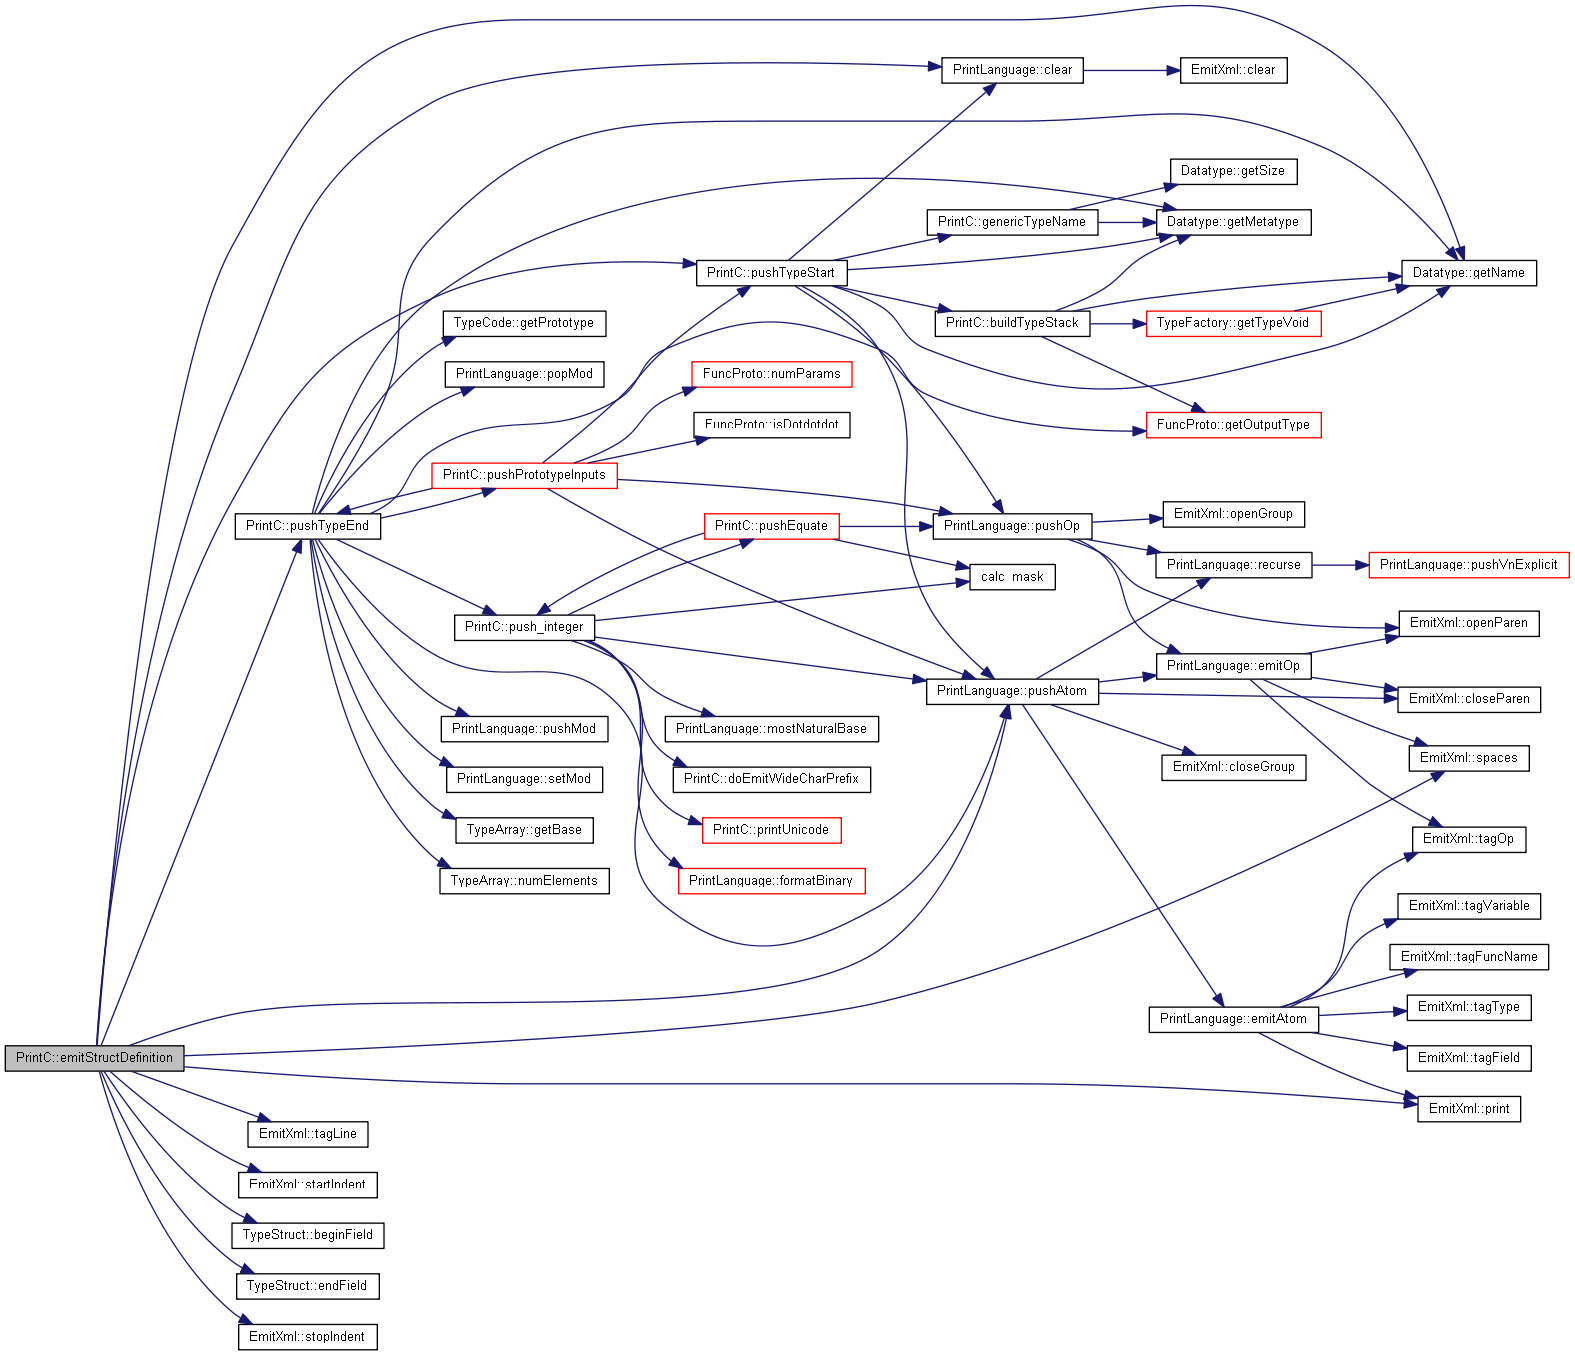 PrintLanguage::clear
EmitXml::clear
Datatype::getSize
PrintC::genericTypeName
Datatype::getMetatype
PrintC::pushTypeStart
Datatype::getName
TypeCode::getPrototype
PrintC::buildTypeStack
TypeFactory::getTypeVoid
PrintLanguage::popMod
FuncProto::numParams
FuncProto::isDotdotdot
FuncProto::getOutputType
PrintC::pushPrototypeInputs
PrintC::pushTypeEnd
PrintC::pushEquate
PrintLanguage::pushOp
EmitXml::openGroup
PrintLanguage::recurse
PrintLanguage::pushVnExplicit
calc_mask
PrintC::push_integer
EmitXml::openParen
PrintLanguage::emitOp
PrintLanguage::pushAtom
EmitXml::closeParen
PrintLanguage::pushMod
PrintLanguage::mostNaturalBase
EmitXml::closeGroup
EmitXml::spaces
PrintLanguage::setMod
PrintC::doEmitWideCharPrefix
TypeArray::getBase
PrintC::printUnicode
EmitXml::tagOp
TypeArray::numElements
PrintLanguage::formatBinary
EmitXml::tagVariable
EmitXml::tagFuncName
PrintLanguage::emitAtom
EmitXml::tagType
PrintC::emitStructDefinition
EmitXml::tagField
EmitXml::print
EmitXml::tagLine
EmitXml::startIndent
TypeStruct::beginField
TypeStruct::endField
EmitXml::stopIndent